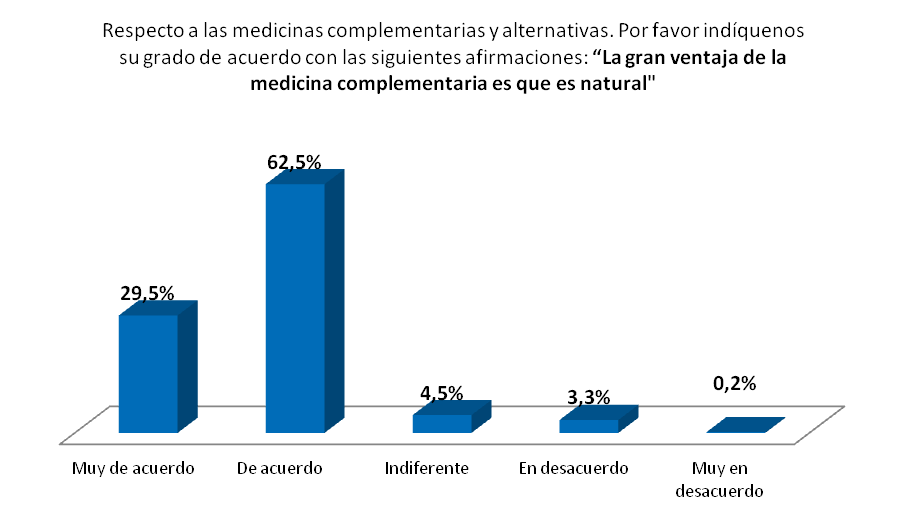 Respecto a las medicinas complementarias y alternativas. Por favor indíquenos
su grado de acuerdo con las siguientes afirmaciones: “La gran ventaja de la
medicina complementaria es que es natural"
62,5%
29,5%
4,5%
3,3%
0,2%
Muy de acuerdo
De acuerdo
Indiferente
En desacuerdo
Muy en
desacuerdo